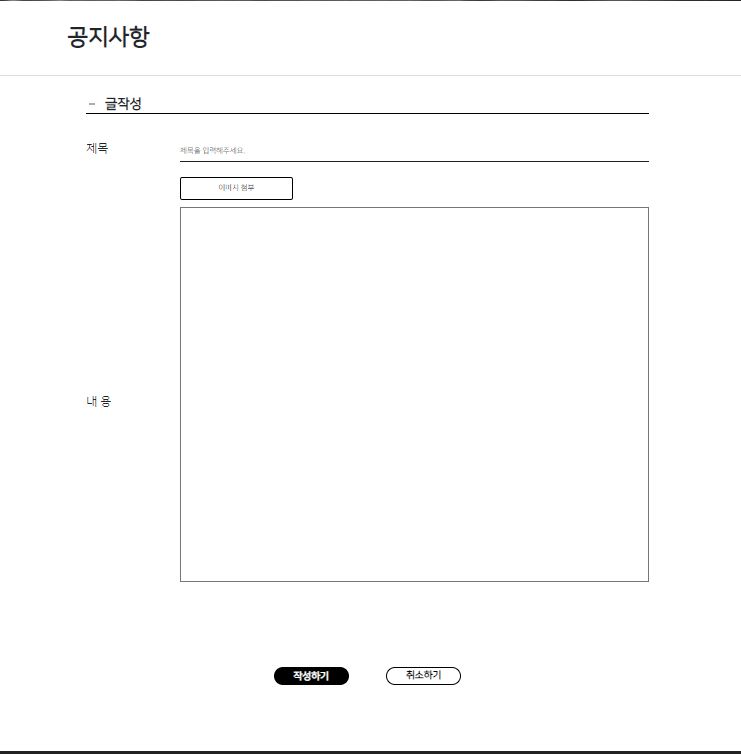 공지사항
– 글작성
제목
제목을 입력해주세요.
이미지 첨부
내 용
작성하기
취소하기